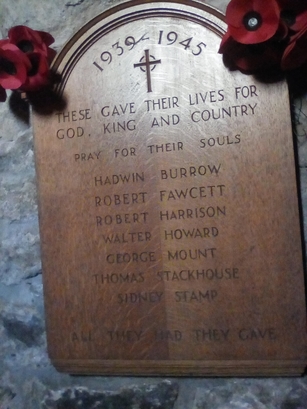 1939-1945
THESE GAVE THEIR LIVES FOR
GOD, KING AND COUNTRY
PRAY FOR THEIR SOULS
HADWIN BURROW
ROBERT FAWCETT
ROBERT HARRISON
WALTER HOWARD
GEORGE MOUNT
THOMAS STACKHOUSE
SIDNEY STAMP
ALL THEY HAD THEY GAVE